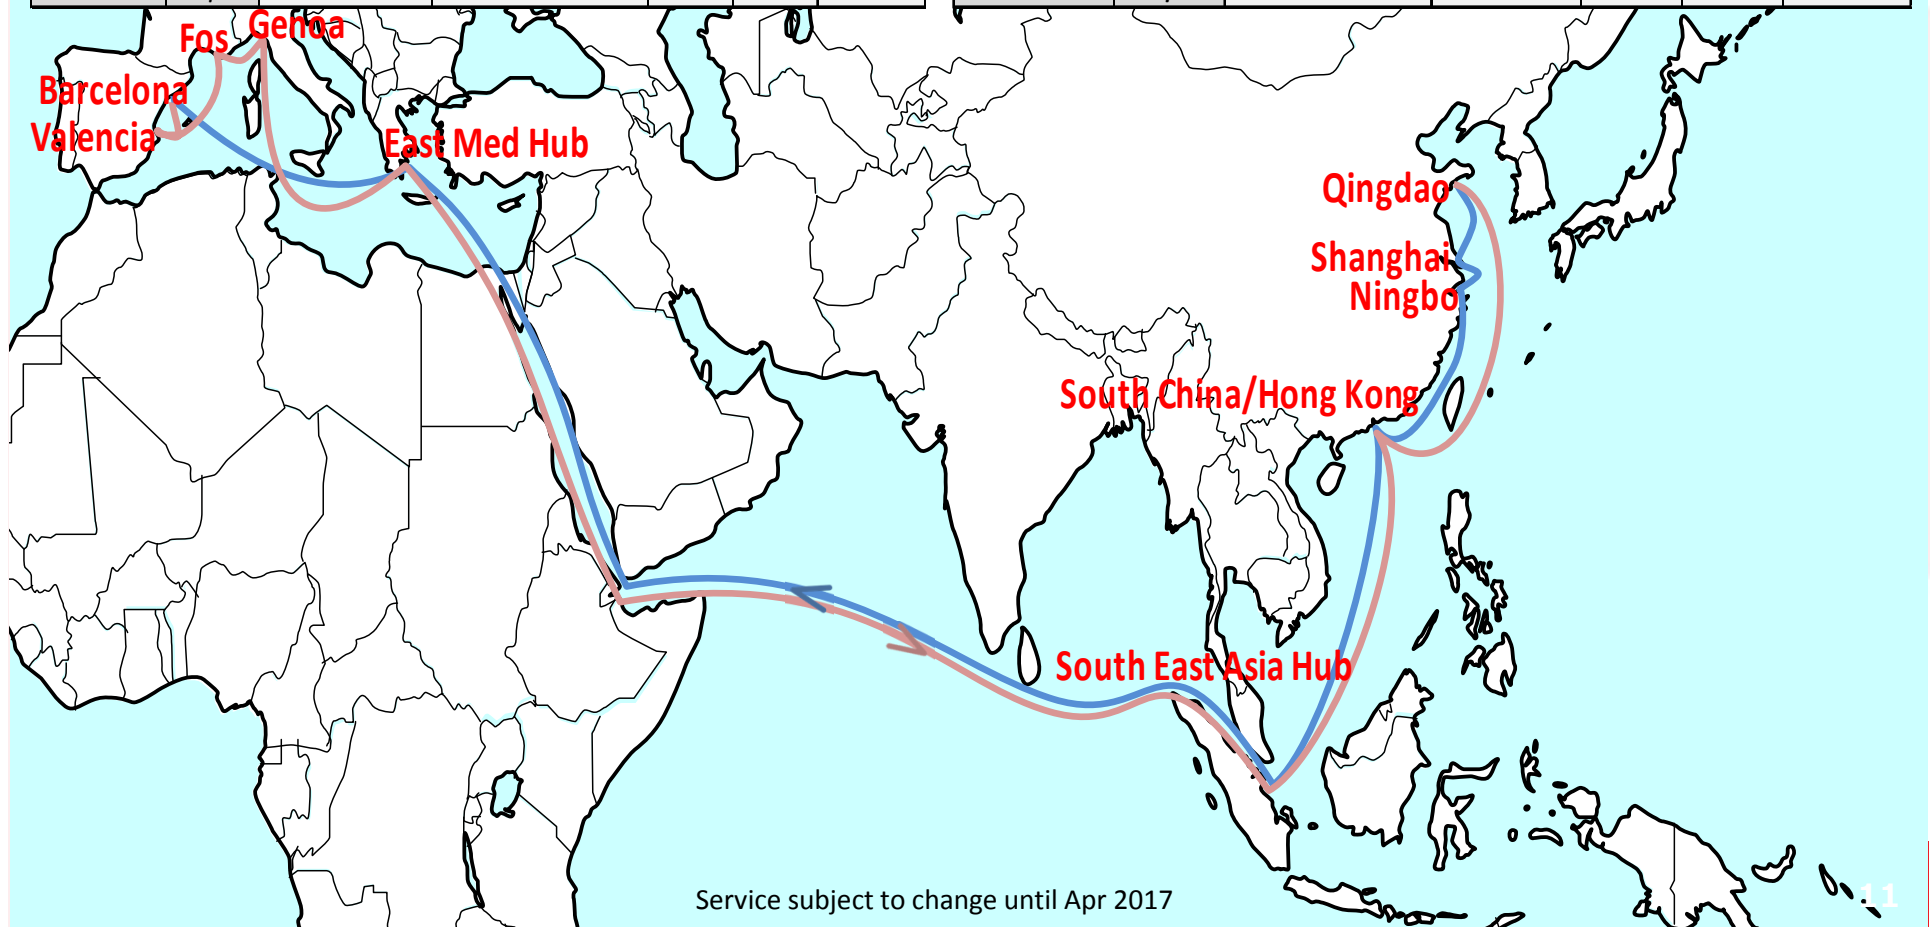 Genoa
Fos
Barcelona
Valencia
East Med Hub
Qingdao
Shanghai
Ningbo
South China/Hong Kong
South East Asia Hub
Service subject to change until Apr 2017
11